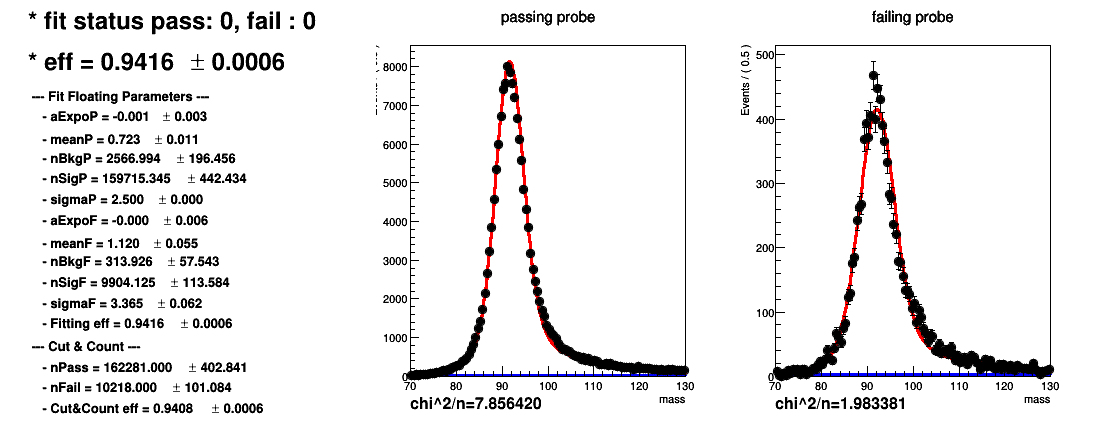 * fit status pass: 0, fail : 0
* eff = 0.9416 ± 0.0006
--- Fit Floating Parameters ---
- aExpoP = -0.001 ± 0.003
- meanP = 0.723 ± 0.011
- nBkgP = 2566.994 ± 196.456
- nSigP = 159715.345 ± 442.434
- sigmaP = 2.500 ± 0.000
- aExpoF = -0.000 ± 0.006
- meanF = 1.120 ± 0.055
- nBkgF = 313.926 ± 57.543
- nSigF = 9904.125 ± 113.584
- sigmaF = 3.365 ± 0.062
- Fitting eff = 0.9416 ± 0.0006
--- Cut & Count ---
- nPass = 162281.000 ± 402.841
- nFail = 10218.000 ± 101.084
- Cut&Count eff = 0.9408 ± 0.0006
passing probe
8000
7000
6000
5000
4000
3000
2000
1000
0
70 80 90 100 110 120 130
mass
chi^2/n=7.856420
failing probe
Events / ( 0.5 )
500
400
300
200
100
0
70 80 90 100 110 120 130
mass
chi^2/n=1.983381